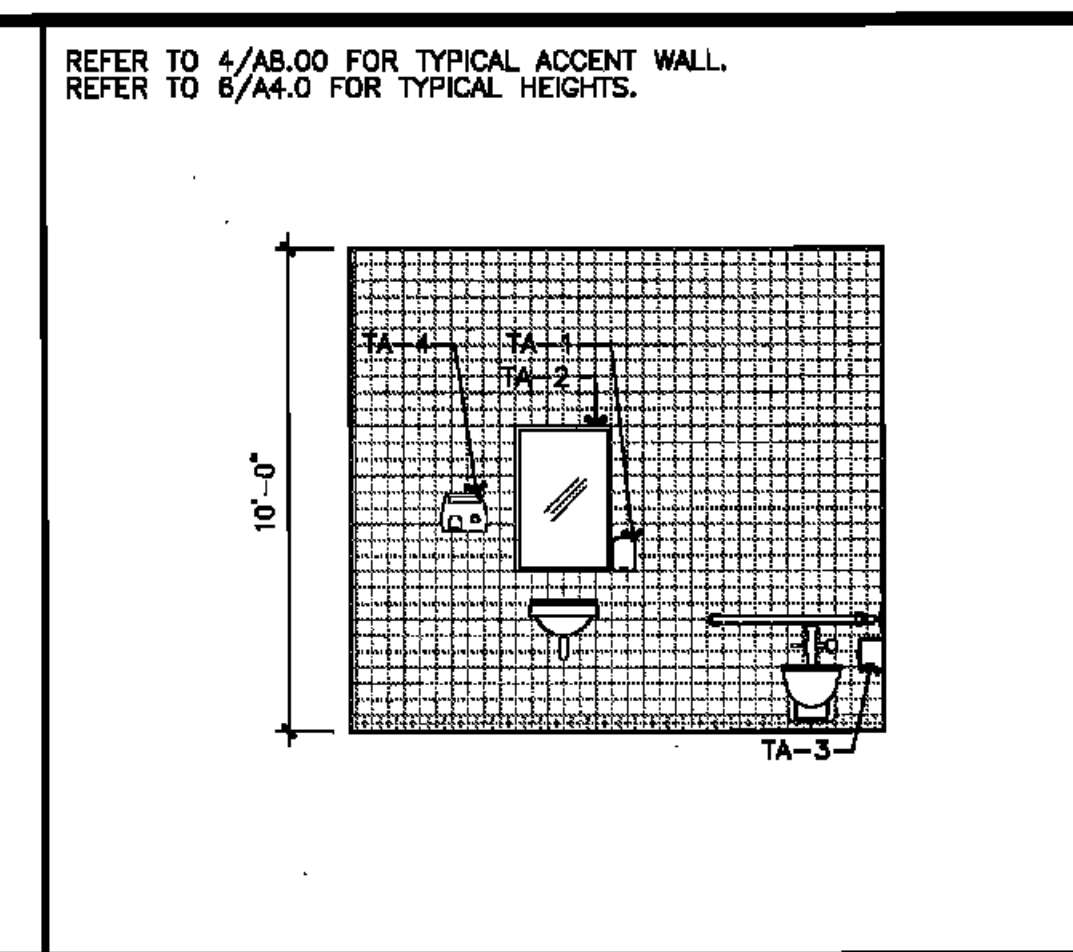 REFER TO 4/A8.00 FOR TYPICAL ACCENT WALL.
REFER TO 6/A4.0 FOR TYPICAL HEIGHTS.
TA-4
TA-1
TA-2
10'-0"
TA-3